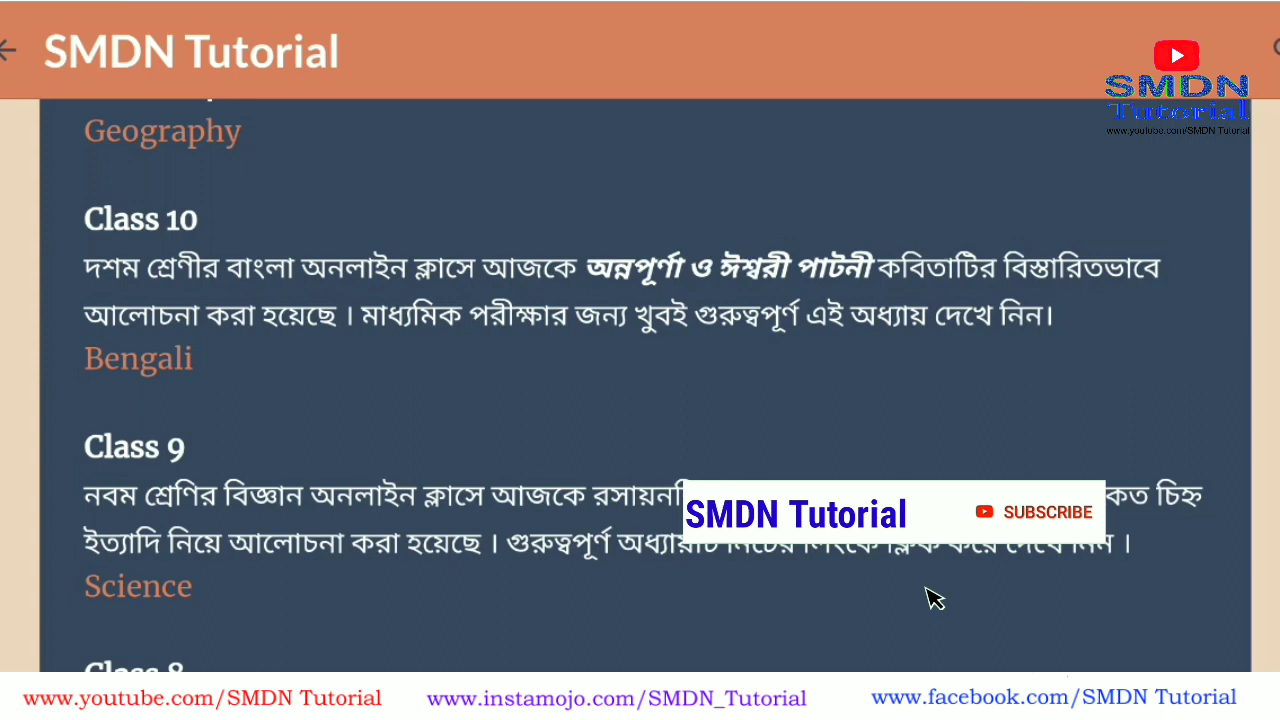 SMDN Tutorial
SMDN
Tutorial
www.youtube.com/SMDN Tutorial
Geography
Class 10
দশম শ্রেণীর বাংলা অনলাইন ক্লাসে আজকে অন্নপূর্ণা ও ঈশ্বরী পাটনী কবিতাটির বিস্তারিতভাবে
আলোচনা করা হয়েছে । মাধ্যমিক পরীক্ষার জন্য খুবই গুরুত্বপূর্ণ এই অধ্যায় দেখে নিন।
Bengali
Class 9
নবম শ্রেণির বিজ্ঞান অনলাইন ক্লাসে আজকে চিহ্ন
SMDN Tutorial SUBSCRIBE
ইত্যাদি নিয়ে আলোচনা করা হয়েছে । গুরুত্বপূর্ণ অধ্যায়টি নিচের লিংকে ক্লিক করে দেখে নিন ।
Science
Class 8
www.youtube.com/SMDN Tutorial www.instamojo.com/SMDN_Tutorial www.facebook.com/SMDN Tutorial